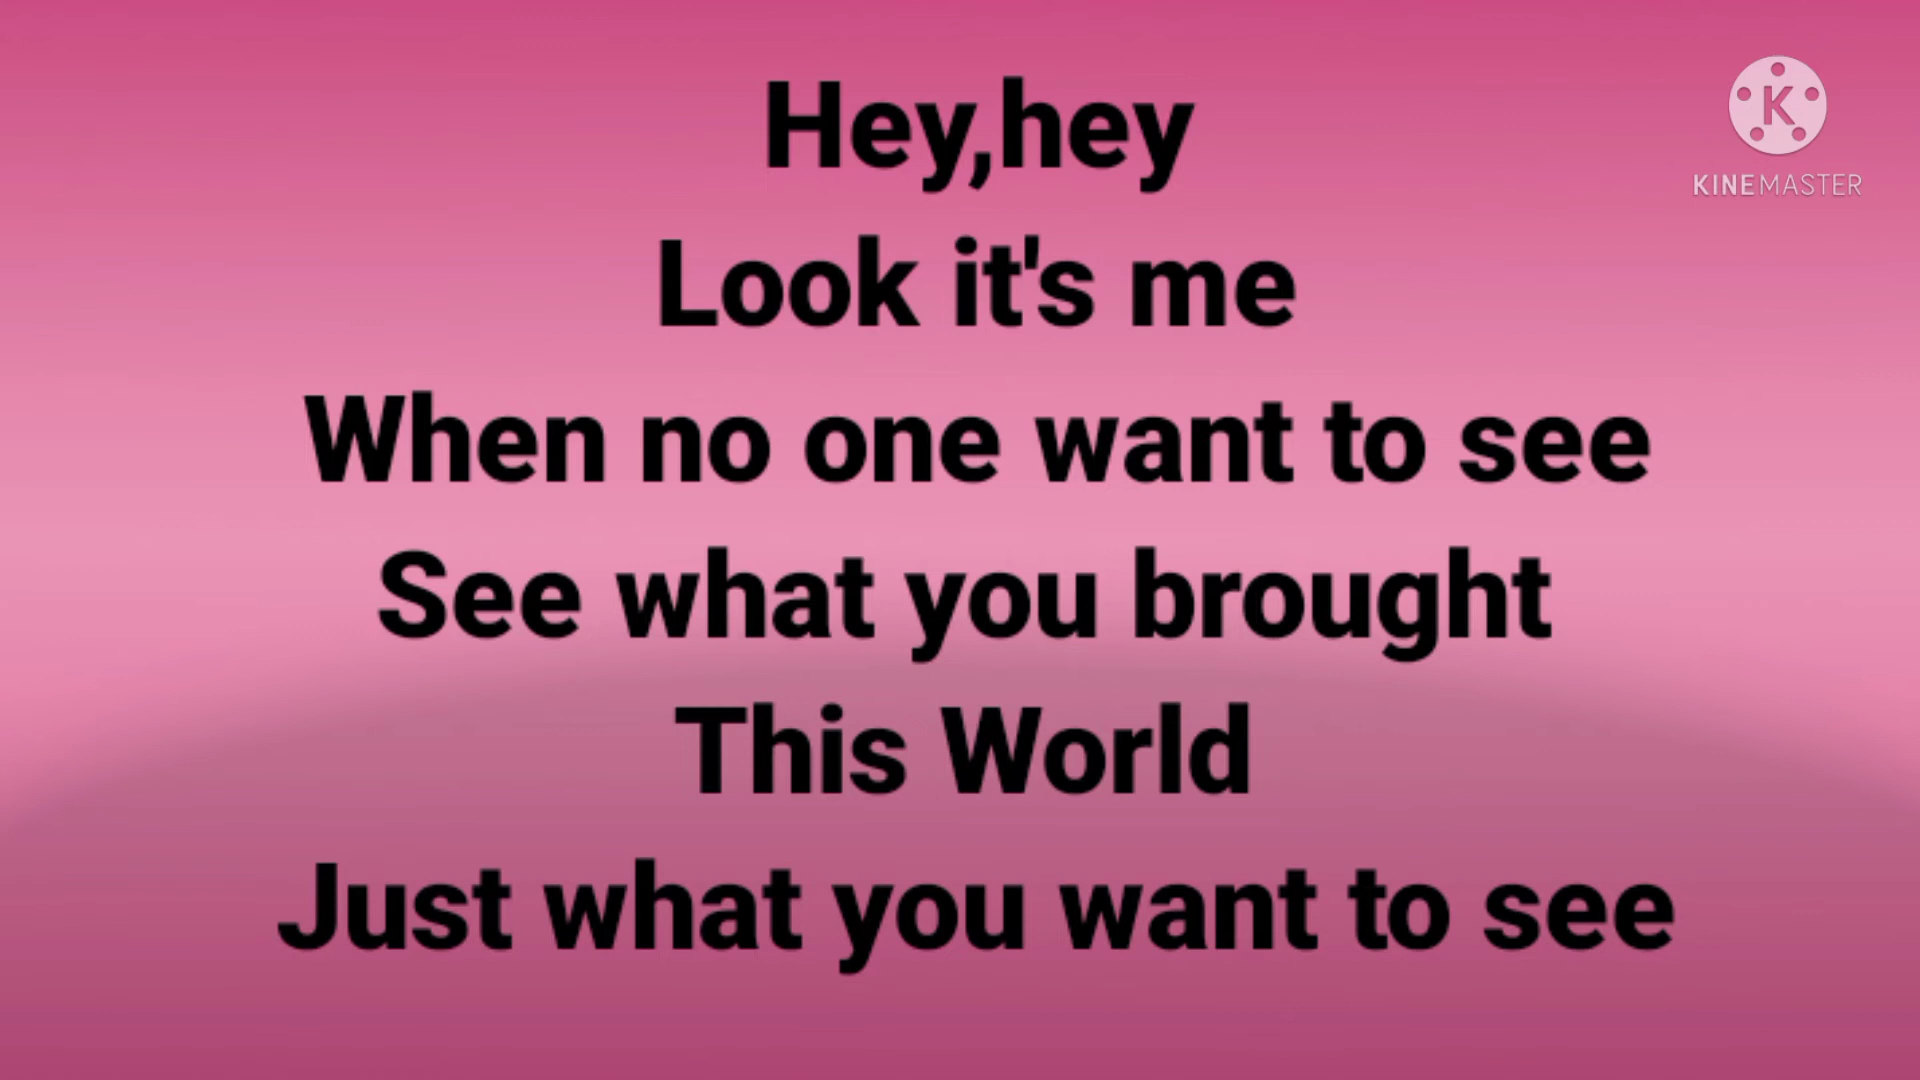 Hey,hey
Look it's me
When no one want to see
See what you brought
This World
Just what you want to see
K
KINEMASTER